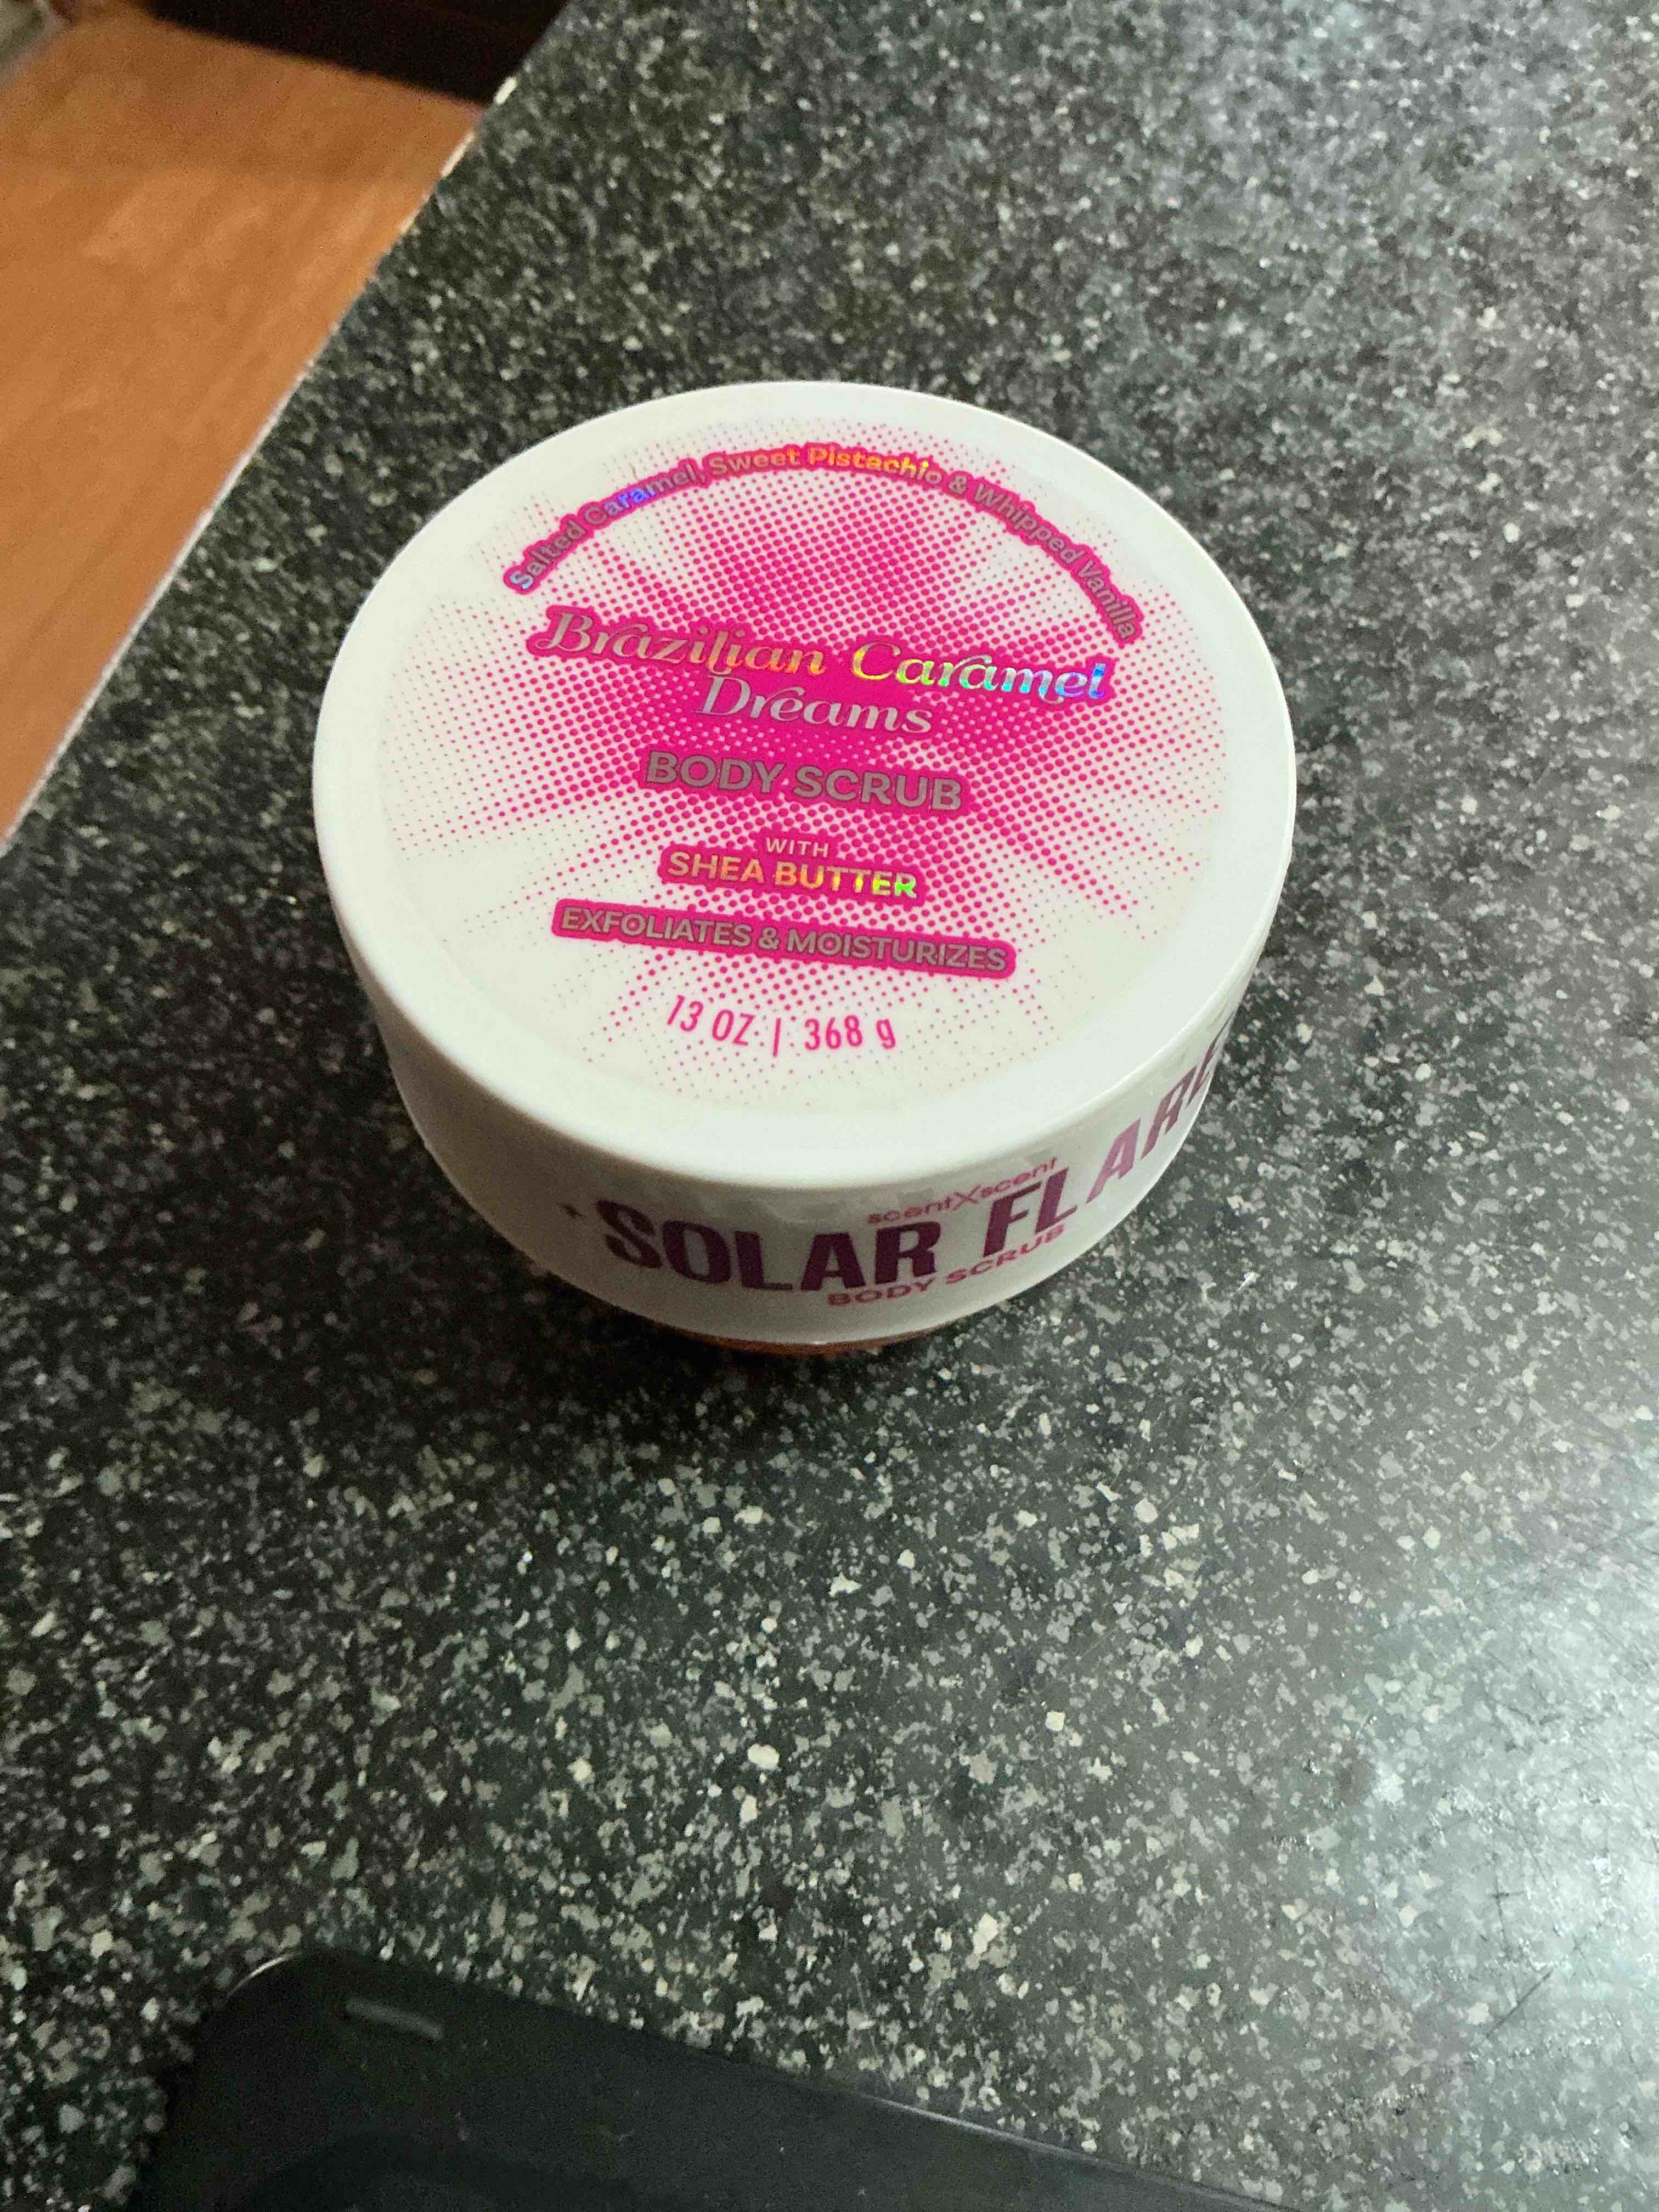 Salted Caramel, Sweet Pistachio & Whipped Vanilla
Brazilian Caramel
Dreams
BODY SCRUB
WITH
SHEA BUTTER
EXFOLIATES & MOISTURIZES
13 OZ. | 368 g
scentXscent
SOLAR FLARE
BODY SCRUB